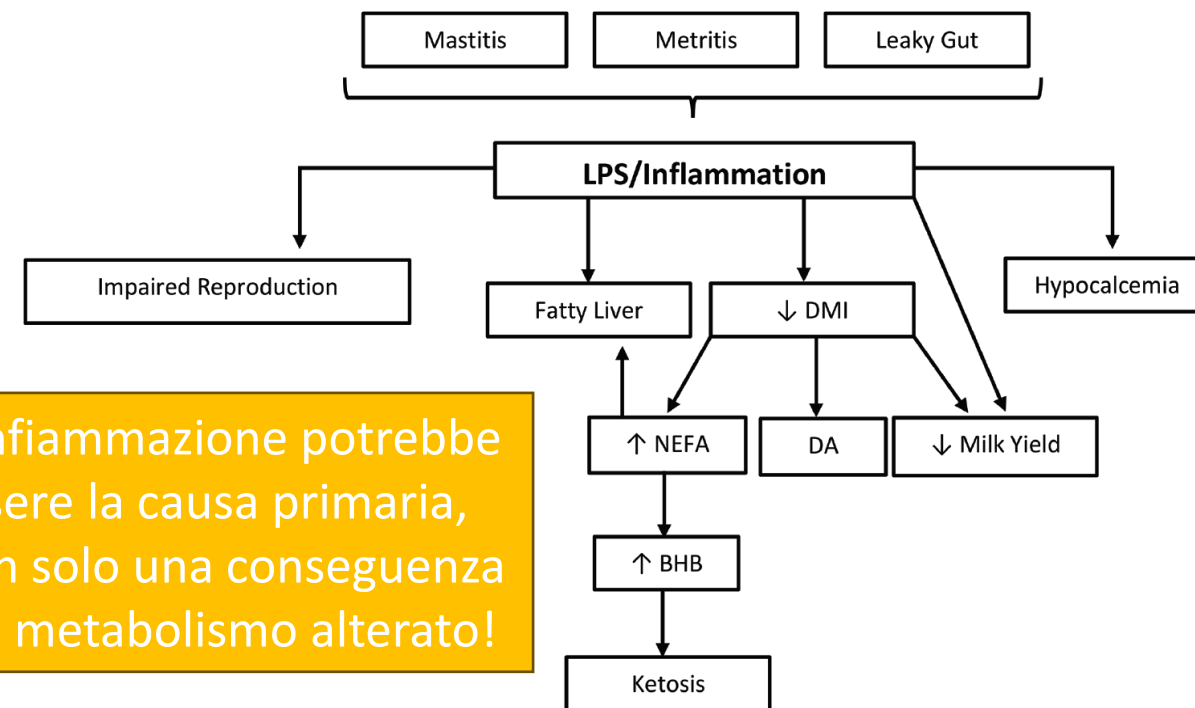 Mastitis
Metritis
Leaky Gut
LPS/Inflammation
Impaired Reproduction
Fatty Liver
↓ DMI
Hypocalcemia
↑ NEFA
DA
↓ Milk Yield
nfiammazione potrebbe
sere la causa primaria,
n solo una conseguenza
metabolismo alterato!
↑ BHB
Ketosis